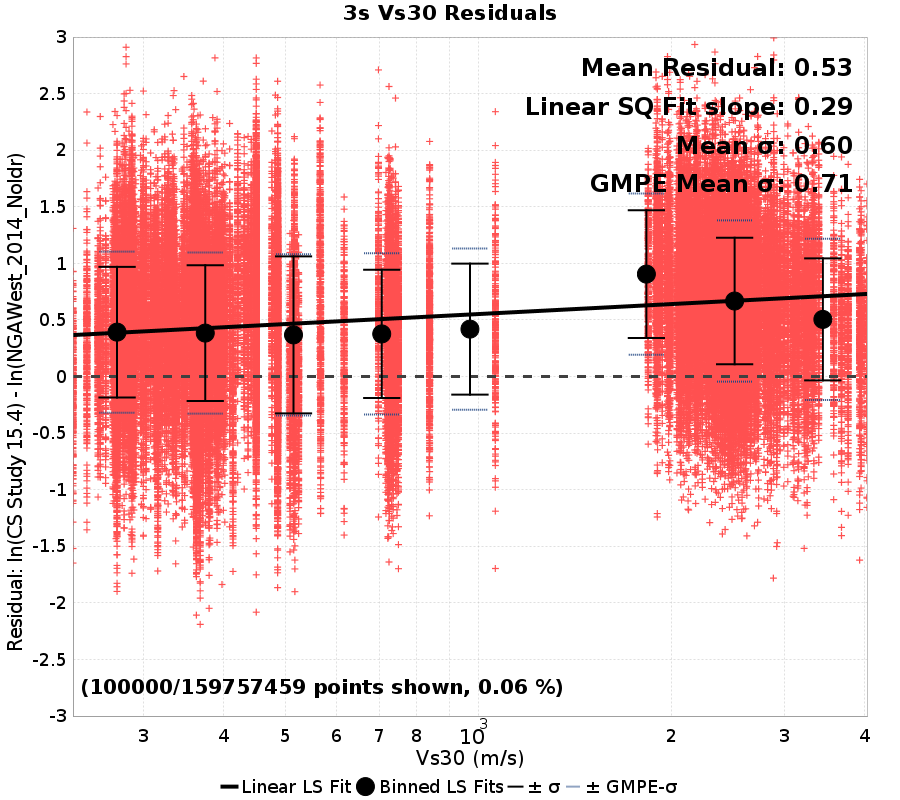 3s Vs30 Residuals
Mean Residual: 0.53
Linear SQ Fit slope: 0.29
Mean σ: 0.60
GMPE Mean σ: 0.71
Residual: ln(CS Study 15.4) - ln(NGAWest_2014_NoIdr)
3
2.5
2
1.5
1
0.5
0
-0.5
-1
-1.5
-2
-2.5
-3
(100000/159757459 points shown, 0.06 %)
3 4 5 6 7 8 10³ 2 3 4
Vs30 (m/s)
Linear LS Fit Binned LS Fits ± σ ± GMPE-σ